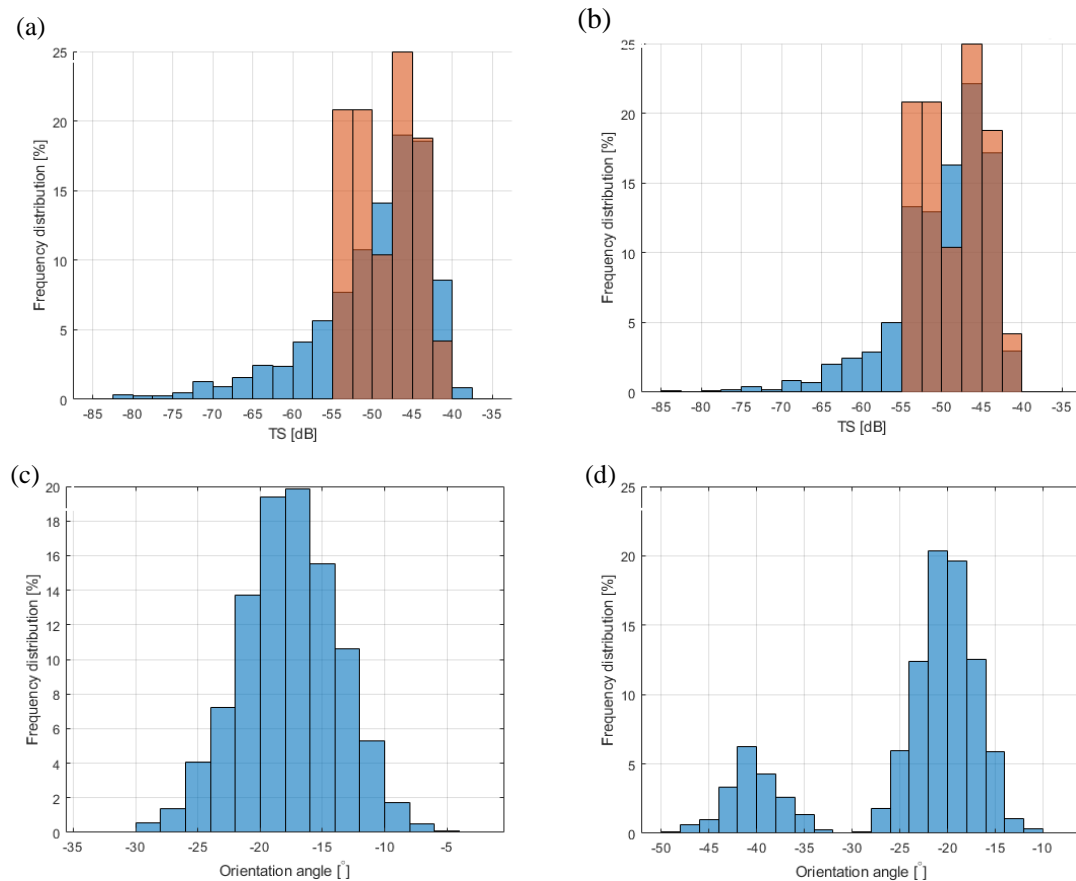 (a)
(b)
25
20
15
10
5
0
Frequency distribution [%]
-85 -80 -75 -70 -65 -60 -55 -50 -45 -40 -35
TS [dB]
25
20
15
10
5
0
Frequency distribution [%]
-85 -80 -75 -70 -65 -60 -55 -50 -45 -40 -35
TS [dB]
(c)
(d)
20
18
16
14
12
10
8
6
4
2
0
Frequency distribution [%]
-35 -30 -25 -20 -15 -10 -5
Orientation angle [°]
25
20
15
10
5
0
Frequency distribution [%]
-50 -45 -40 -35 -30 -25 -20 -15 -10
Orientation angle [°]